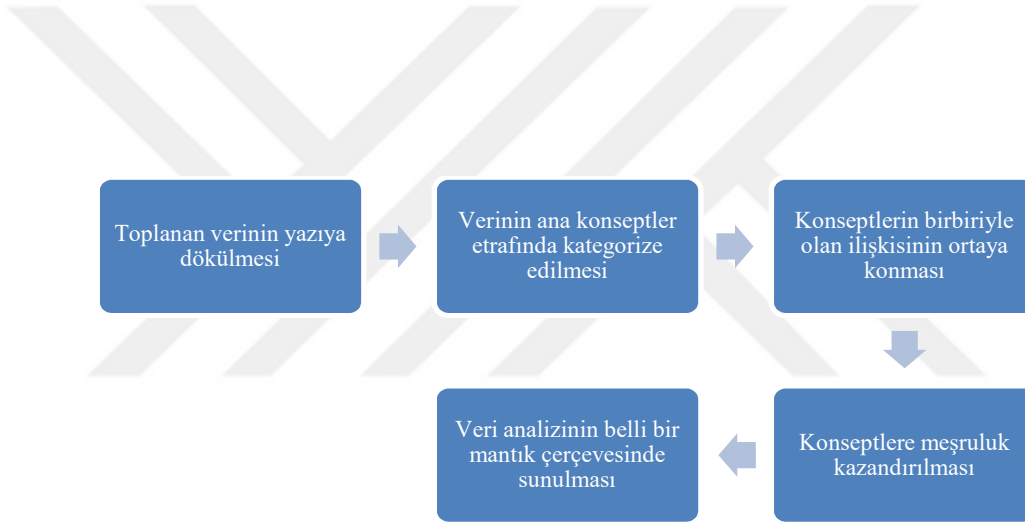 Toplanan verinin yazıya
dökülmesi
Verinin ana konseptler
etrafında kategorize
edilmesi
Konseptlerin birbiriyle
olan ilişkisinin ortaya
konması
Konseptlere meşruluk
kazandırılması
Veri analizinin belli bir
mantık çerçevesinde
sunulması